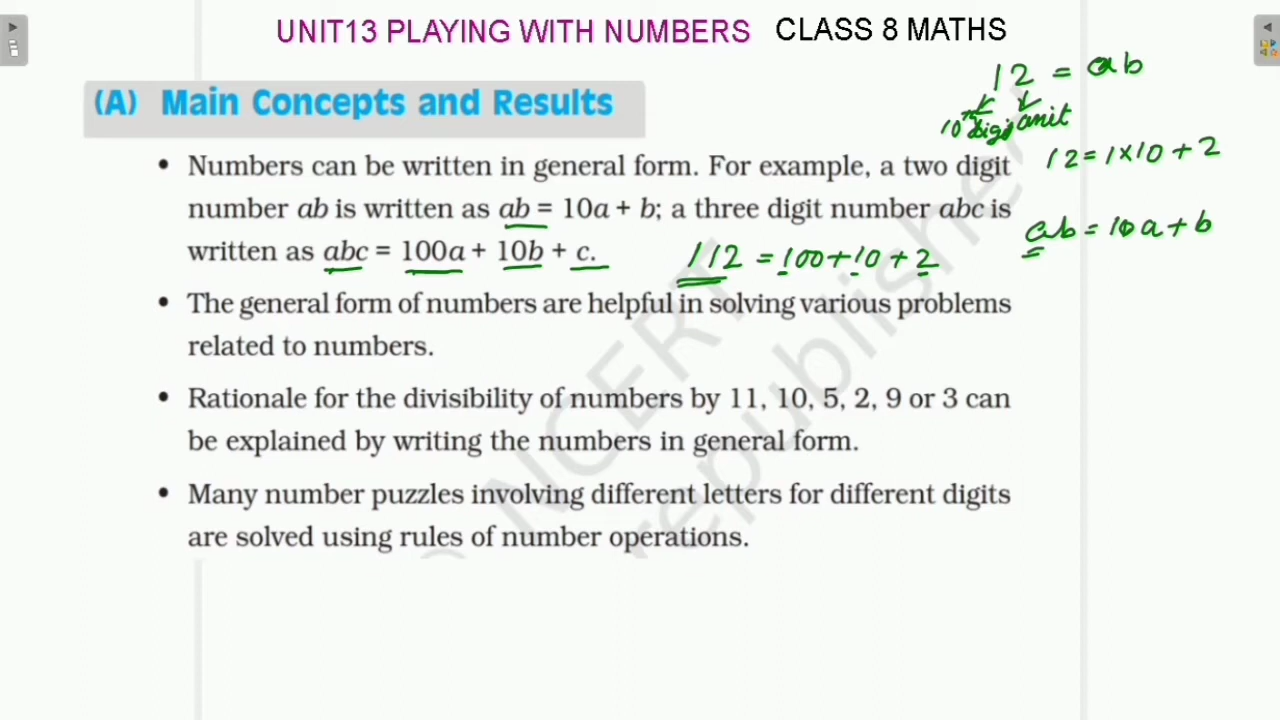 UNIT13 PLAYING WITH NUMBERS CLASS 8 MATHS
(A) Main Concepts and Results
12 = ab
10th digit unit
12 = 1×10 + 2
ab = 10a + b
• Numbers can be written in general form. For example, a two digit
number ab is written as ab = 10a + b; a three digit number abc is
written as abc = 100a + 10b + c.
112 = 100 + 10 + 2
• The general form of numbers are helpful in solving various problems
related to numbers.
• Rationale for the divisibility of numbers by 11, 10, 5, 2, 9 or 3 can
be explained by writing the numbers in general form.
• Many number puzzles involving different letters for different digits
are solved using rules of number operations.
© NCERT
republished